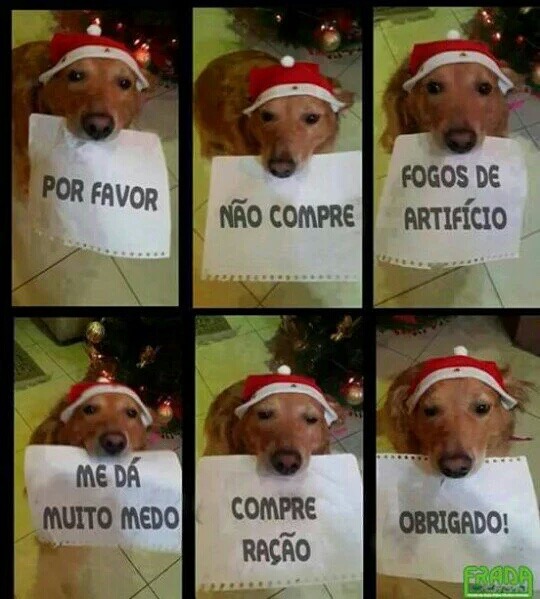 POR FAVOR
NÃO COMPRE
FOGOS DE
ARTIFÍCIO
ME DÁ
MUITO MEDO
COMPRE
RAÇÃO
OBRIGADO!
FRADA